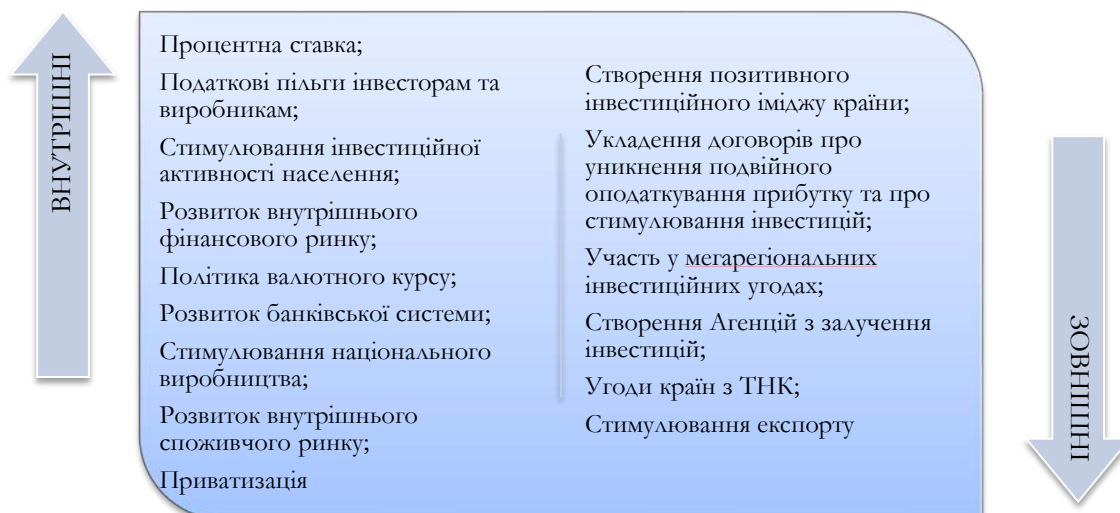 ВНУТРІШНІ
Процентна ставка;
Податкові пільги інвесторам та
виробникам;
Стимулювання інвестиційної
активності населення;
Розвиток внутрішнього
фінансового ринку;
Політика валютного курсу;
Розвиток банківської системи;
Стимулювання національного
виробництва;
Розвиток внутрішнього
споживчого ринку;
Приватизація
Створення позитивного
інвестиційного іміджу країни;
Укладення договорів про
уникнення подвійного
оподаткування прибутку та про
стимулювання інвестицій;
Участь у мегарегіональних
інвестиційних угодах;
Створення Агенцій з залучення
інвестицій;
Угоди країн з ТНК;
Стимулювання експорту
ЗОВНІШНІ